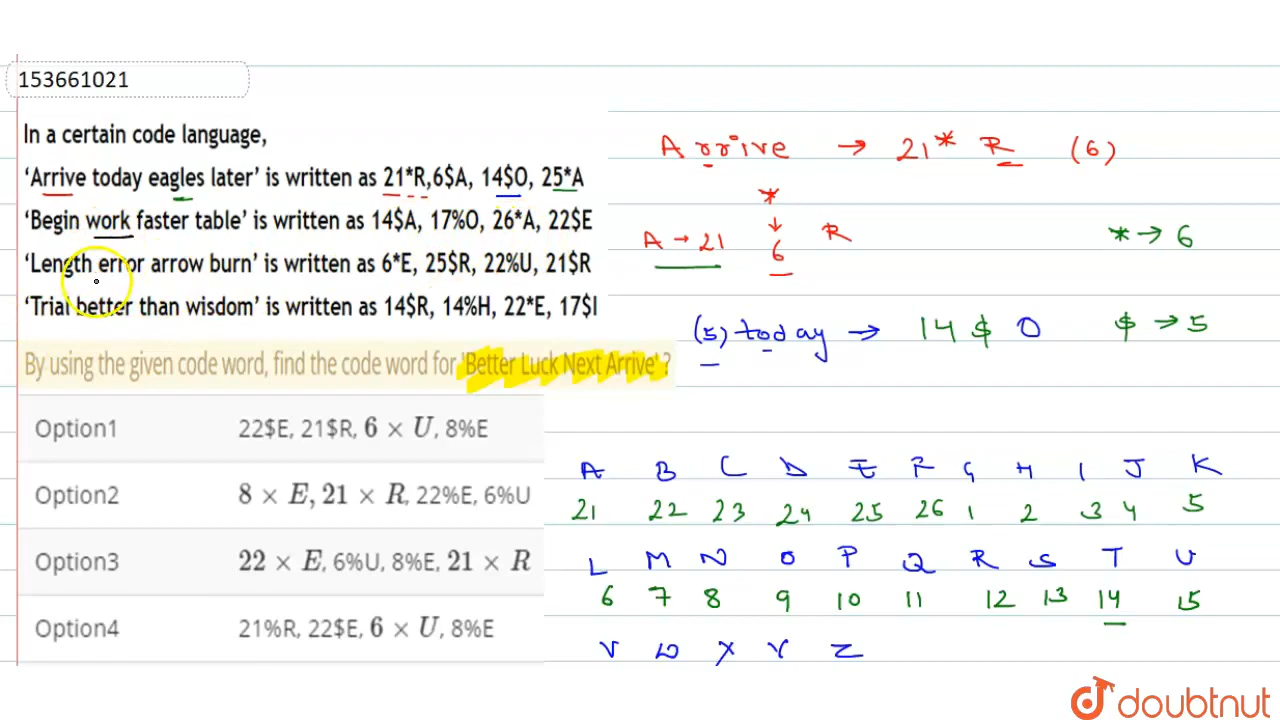 153661021
In a certain code language,
'Arrive today eagles later' is written as 21*R,6$A, 14$O, 25*A
'Begin work faster table' is written as 14$A, 17%O, 26*A, 22$E
'Length error arrow burn' is written as 6*E, 25$R, 22%U, 21$R
'Trial better than wisdom' is written as 14$R, 14%H, 22*E, 17$I
By using the given code word, find the code word for 'Better Luck Next Arrive' ?
Option1 22$E, 21$R, 6 × U, 8%E
Option2 8 × E, 21 × R, 22%E, 6%U
Option3 22 × E, 6%U, 8%E, 21 × R
Option4 21%R, 22$E, 6 × U, 8%E
Arrive → 21 * R (6)
*
↓
A → 21 6 R * → 6
(5) today → 14 $ O $ → 5
A B C D E F G H I J K
21 22 23 24 25 26 1 2 3 4 5
L M N O P Q R S T U
6 7 8 9 10 11 12 13 14 15
V W X Y Z
doubtnut